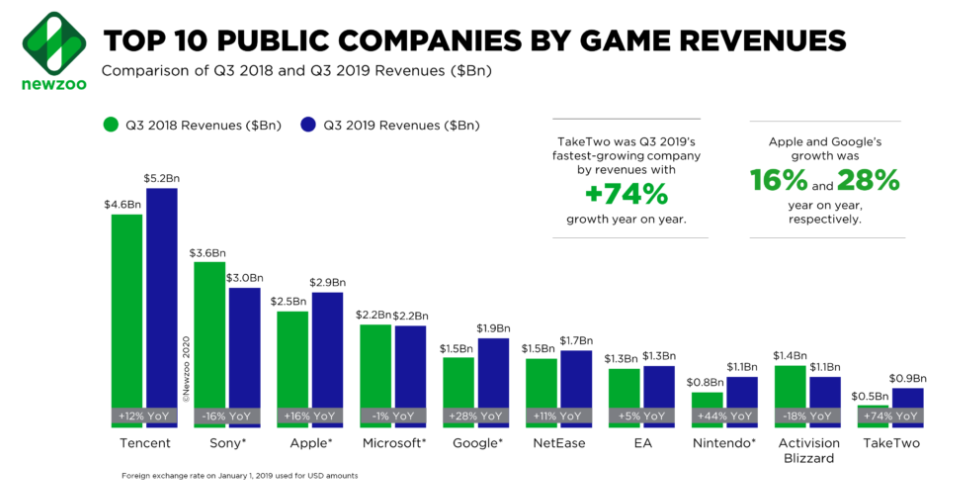 newzoo
TOP 10 PUBLIC COMPANIES BY GAME REVENUES
Comparison of Q3 2018 and Q3 2019 Revenues ($Bn)
Q3 2018 Revenues ($Bn)
Q3 2019 Revenues ($Bn)
TakeTwo was Q3 2019's
fastest-growing company
by revenues with
+74%
growth year on year.
Apple and Google's
growth was
16% and 28%
year on year,
respectively.
$4.6Bn
$5.2Bn
+12% YoY
Tencent
©Newzoo 2020
$3.6Bn
$3.0Bn
-16% YoY
Sony*
$2.5Bn
$2.9Bn
+16% YoY
Apple*
$2.2Bn
$2.2Bn
-1% YoY
Microsoft*
$1.5Bn
$1.9Bn
+28% YoY
Google*
$1.5Bn
$1.7Bn
+11% YoY
NetEase
$1.3Bn
$1.3Bn
+5% YoY
EA
$0.8Bn
$1.1Bn
+44% YoY
Nintendo*
$1.4Bn
$1.1Bn
-18% YoY
Activision
Blizzard
$0.5Bn
$0.9Bn
+74% YoY
TakeTwo
Foreign exchange rate on January 1, 2019 used for USD amounts